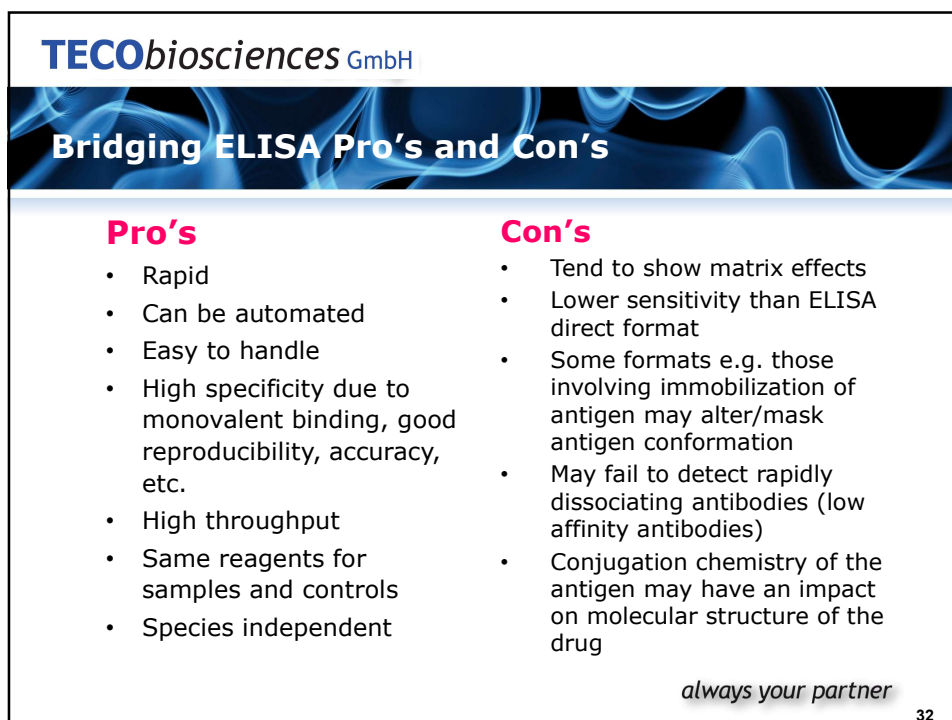 TECObiosciences GmbH
Bridging ELISA Pro’s and Con’s
Pro’s
• Rapid
• Can be automated
• Easy to handle
• High specificity due to
monovalent binding, good
reproducibility, accuracy,
etc.
• High throughput
• Same reagents for
samples and controls
• Species independent
Con’s
• Tend to show matrix effects
• Lower sensitivity than ELISA
direct format
• Some formats e.g. those
involving immobilization of
antigen may alter/mask
antigen conformation
• May fail to detect rapidly
dissociating antibodies (low
affinity antibodies)
• Conjugation chemistry of the
antigen may have an impact
on molecular structure of the
drug
always your partner
32